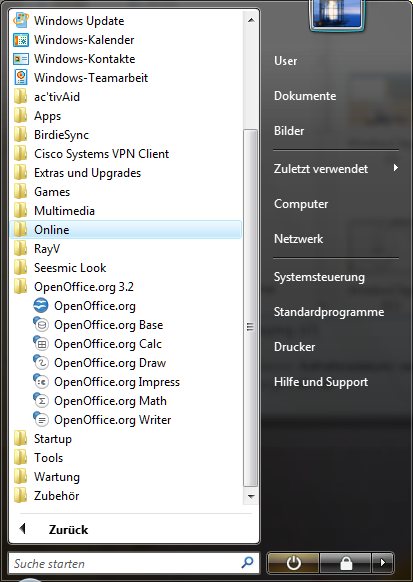 Windows Update
Windows-Kalender
Windows-Kontakte
Windows-Teamarbeit
ac'tivAid
Apps
BirdieSync
Cisco Systems VPN Client
Extras und Upgrades
Games
Multimedia
Online
RayV
Seesmic Look
OpenOffice.org 3.2
OpenOffice.org
OpenOffice.org Base
OpenOffice.org Calc
OpenOffice.org Draw
OpenOffice.org Impress
OpenOffice.org Math
OpenOffice.org Writer
Startup
Tools
Wartung
Zubehör
Zurück
Suche starten
User
Dokumente
Bilder
Zuletzt verwendet
Computer
Netzwerk
Systemsteuerung
Standardprogramme
Drucker
Hilfe und Support